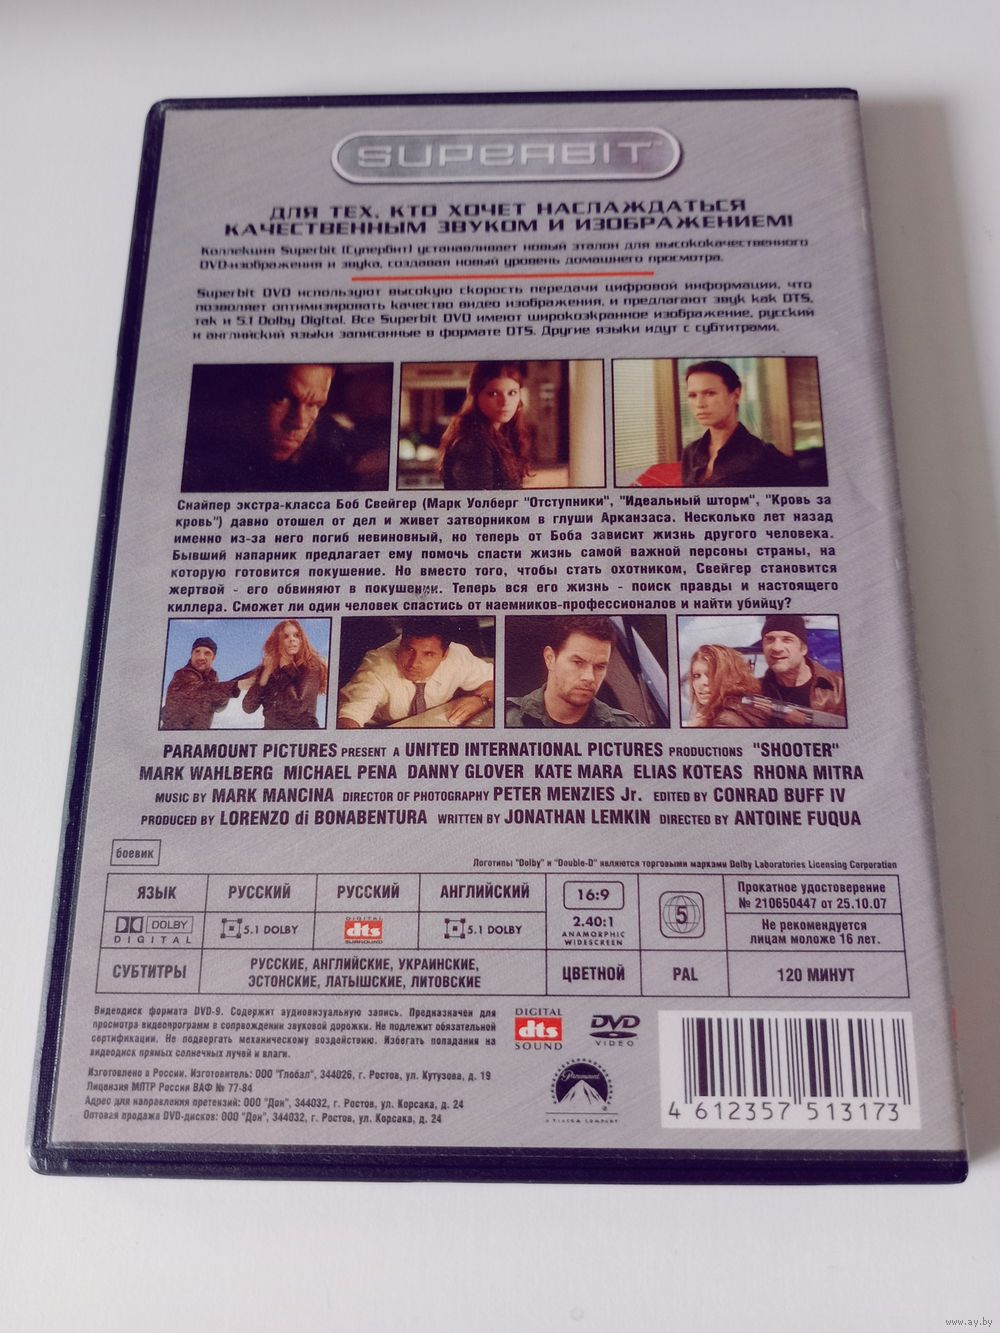 SUPERBIT™
ДЛЯ ТЕХ, КТО ХОЧЕТ НАСЛАЖДАТЬСЯ
КАЧЕСТВЕННЫМ ЗВУКОМ И ИЗОБРАЖЕНИЕМ!
Коллекция Superbit (Супербит) устанавливает новый эталон для высококачественного
DVD-изображения и звука, создавая новый уровень домашнего просмотра.
Superbit DVD используют высокую скорость передачи цифровой информации, что
позволяет оптимизировать качество видео изображения, и предлагают звук как DTS,
так и 5.1 Dolby Digital. Все Superbit DVD имеют широкоэкранное изображение, русский
и английский языки записанные в формате DTS. Другие языки идут с субтитрами.
Снайпер экстра-класса Боб Свейгер (Марк Уолберг "Отступники", "Идеальный шторм", "Кровь за
кровь") давно отошел от дел и живет затворником в глуши Арканзаса. Несколько лет назад
именно из-за него погиб невиновный, но теперь от Боба зависит жизнь другого человека.
Бывший напарник предлагает ему помочь спасти жизнь самой важной персоны страны, на
которую готовится покушение. Но вместо того, чтобы стать охотником, Свейгер становится
жертвой - его обвиняют в покушении. Теперь вся его жизнь - поиск правды и настоящего
киллера. Сможет ли один человек спастись от наемников-профессионалов и найти убийцу?
PARAMOUNT PICTURES PRESENT A UNITED INTERNATIONAL PICTURES PRODUCTIONS "SHOOTER"
MARK WAHLBERG MICHAEL PENA DANNY GLOVER KATE MARA ELIAS KOTEAS RHONA MITRA
MUSIC BY MARK MANCINA DIRECTOR OF PHOTOGRAPHY PETER MENZIES Jr. EDITED BY CONRAD BUFF IV
PRODUCED BY LORENZO di BONABENTURA WRITTEN BY JONATHAN LEMKIN DIRECTED BY ANTOINE FUQUA
боевик
Логотипы "Dolby" и "Double-D" являются торговыми марками Dolby Laboratories Licensing Corporation
ЯЗЫК РУССКИЙ РУССКИЙ АНГЛИЙСКИЙ
DOLBY DIGITAL 5.1 DOLBY DIGITAL dts SURROUND 5.1 DOLBY
16:9
2.40:1
ANAMORPHIC
WIDESCREEN
5
Прокатное удостоверение
№ 210650447 от 25.10.07
Не рекомендуется
лицам моложе 16 лет.
СУБТИТРЫ
РУССКИЕ, АНГЛИЙСКИЕ, УКРАИНСКИЕ,
ЭСТОНСКИЕ, ЛАТЫШСКИЕ, ЛИТОВСКИЕ
ЦВЕТНОЙ PAL 120 МИНУТ
Видеодиск формата DVD-9. Содержит аудиовизуальную запись. Предназначен для
просмотра видеопрограмм в сопровождении звуковой дорожки. Не подлежит обязательной
сертификации. Не подвергать механическому воздействию. Избегать попадания на
видеодиск прямых солнечных лучей и влаги.
Изготовлено в России. Изготовитель: ООО "Глобал", 344026, г. Ростов, ул. Кутузова, д. 19
Лицензия МПТР России ВАФ № 77-84
Адрес для направления претензий: ООО "Дон", 344032, г. Ростов, ул. Корсака, д. 24
Оптовая продажа DVD-дисков: ООО "Дон", 344032, г. Ростов, ул. Корсака, д. 24
DIGITAL
dts
SOUND
DVD
VIDEO
Paramount
A VIACOM COMPANY
4 612357 513173
www.ay.by